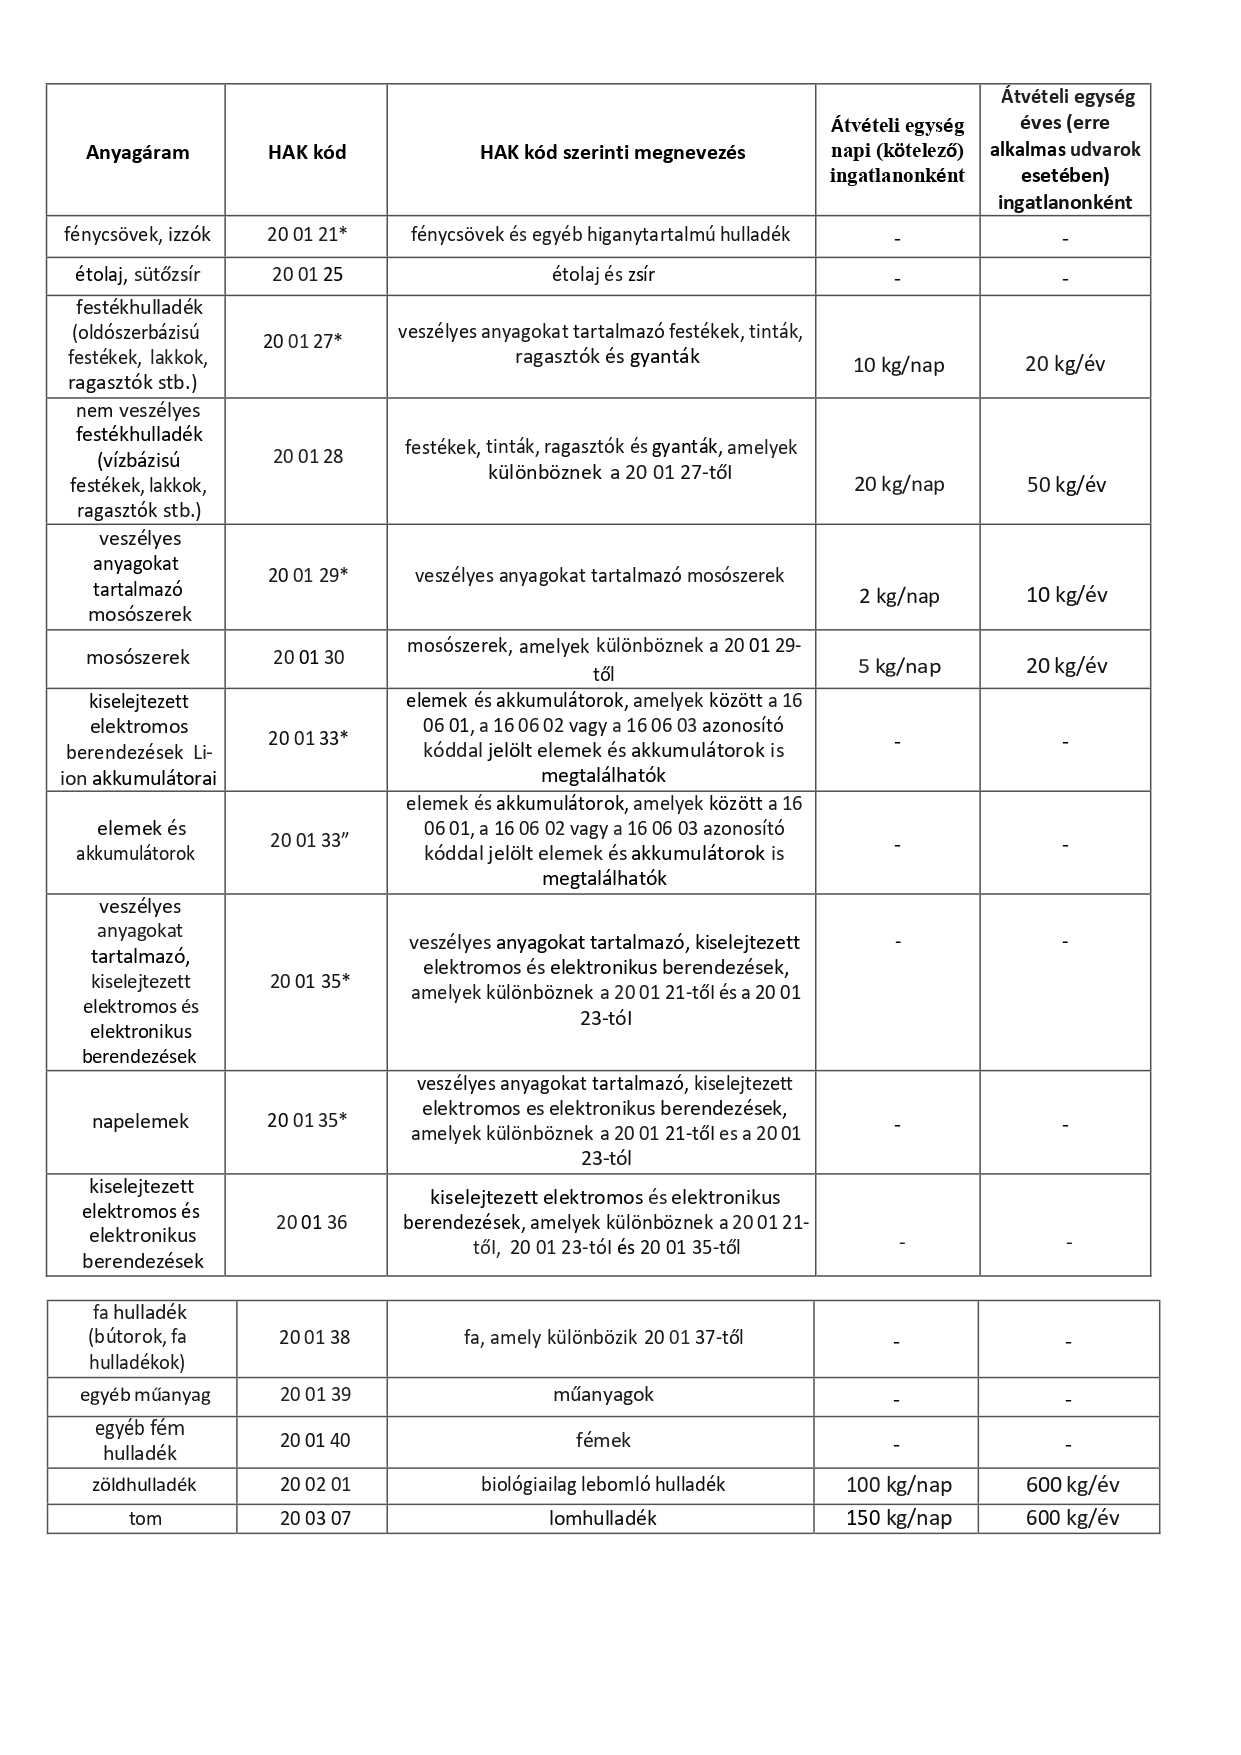 Anyagáram
HAK kód
HAK kód szerinti megnevezés
Átvételi egység
napi (kötelező)
ingatlanonként
Átvételi egység
éves (erre
alkalmas udvarok
esetében)
ingatlanonként
fénycsövek, izzók
20 01 21*
fénycsövek és egyéb higanytartalmú hulladék
-
-
étolaj, sütőzsír
20 01 25
étolaj és zsír
-
-
festékhulladék
(oldószerbázisú
festékek, lakkok,
ragasztók stb.)
20 01 27*
veszélyes anyagokat tartalmazó festékek, tinták,
ragasztók és gyanták
10 kg/nap
20 kg/év
nem veszélyes
festékhulladék
(vízbázisú
festékek, lakkok,
ragasztók stb.)
20 01 28
festékek, tinták, ragasztók és gyanták, amelyek
különböznek a 20 01 27-től
20 kg/nap
50 kg/év
veszélyes
anyagokat
tartalmazó
mosószerek
20 01 29*
veszélyes anyagokat tartalmazó mosószerek
2 kg/nap
10 kg/év
mosószerek
20 01 30
mosószerek, amelyek különböznek a 20 01 29-
től
5 kg/nap
20 kg/év
kiselejtezett
elektromos
berendezések Li-
ion akkumulátorai
20 01 33*
elemek és akkumulátorok, amelyek között a 16
06 01, a 16 06 02 vagy a 16 06 03 azonosító
kóddal jelölt elemek és akkumulátorok is
megtalálhatók
-
-
elemek és
akkumulátorok
20 01 33”
elemek és akkumulátorok, amelyek között a 16
06 01, a 16 06 02 vagy a 16 06 03 azonosító
kóddal jelölt elemek és akkumulátorok is
megtalálhatók
-
-
veszélyes
anyagokat
tartalmazó,
kiselejtezett
elektromos és
elektronikus
berendezések
20 01 35*
veszélyes anyagokat tartalmazó, kiselejtezett
elektromos és elektronikus berendezések,
amelyek különböznek a 20 01 21-től és a 20 01
23-tól
-
-
napelemek
20 01 35*
veszélyes anyagokat tartalmazó, kiselejtezett
elektromos es elektronikus berendezések,
amelyek különböznek a 20 01 21-től es a 20 01
23-tól
-
-
kiselejtezett
elektromos és
elektronikus
berendezések
20 01 36
kiselejtezett elektromos és elektronikus
berendezések, amelyek különböznek a 20 01 21-
től, 20 01 23-tól és 20 01 35-től
-
-
fa hulladék
(bútorok, fa
hulladékok)
20 01 38
fa, amely különbözik 20 01 37-től
-
-
egyéb műanyag
20 01 39
műanyagok
-
-
egyéb fém
hulladék
20 01 40
fémek
-
-
zöldhulladék
20 02 01
biológiailag lebomló hulladék
100 kg/nap
600 kg/év
tom
20 03 07
lomhulladék
150 kg/nap
600 kg/év